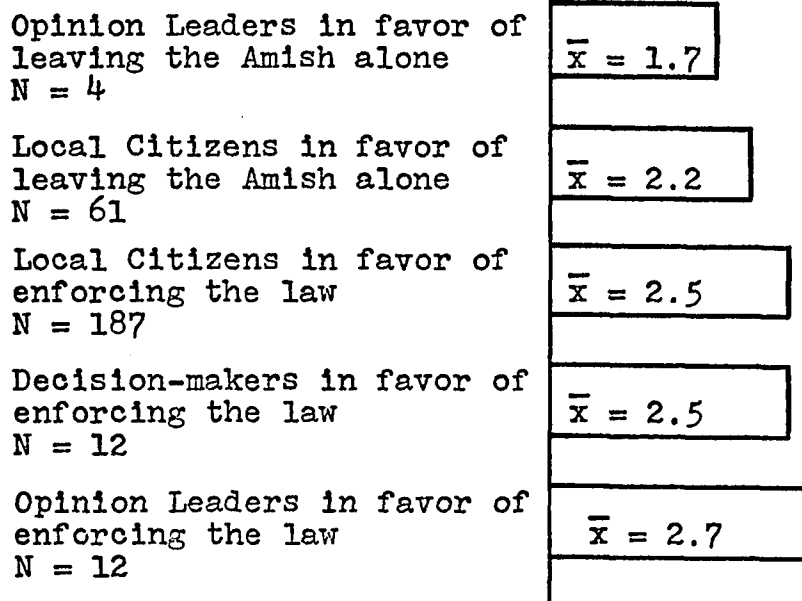 Opinion Leaders in favor of
leaving the Amish alone
N = 4
x̄ = 1.7
Local Citizens in favor of
leaving the Amish alone
N = 61
x̄ = 2.2
Local Citizens in favor of
enforcing the law
N = 187
x̄ = 2.5
Decision-makers in favor of
enforcing the law
N = 12
x̄ = 2.5
Opinion Leaders in favor of
enforcing the law
N = 12
x̄ = 2.7